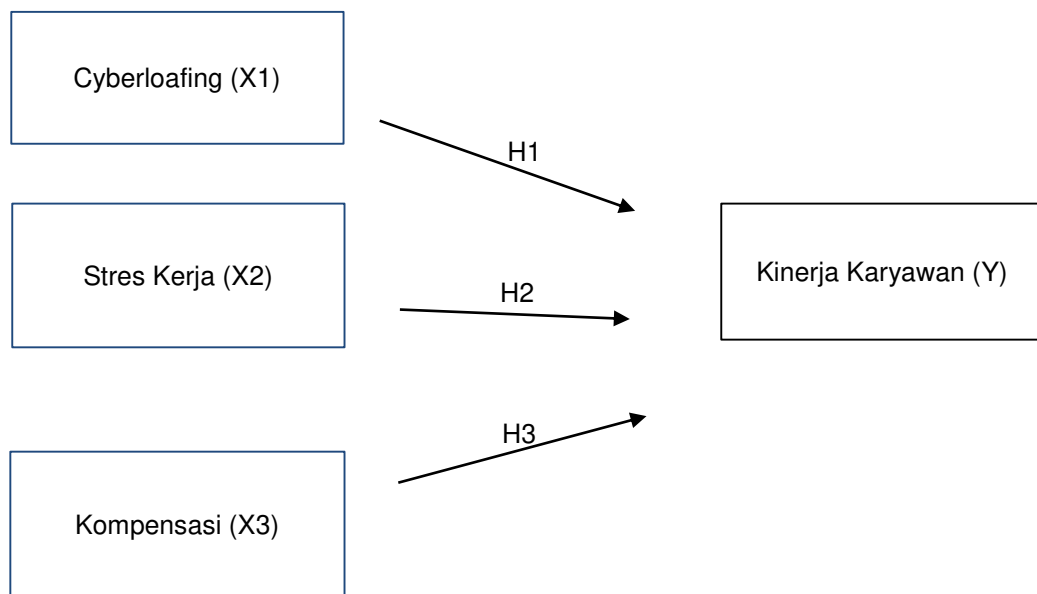 Cyberloafing (X1)
H1
Stres Kerja (X2)
H2
Kinerja Karyawan (Y)
H3
Kompensasi (X3)